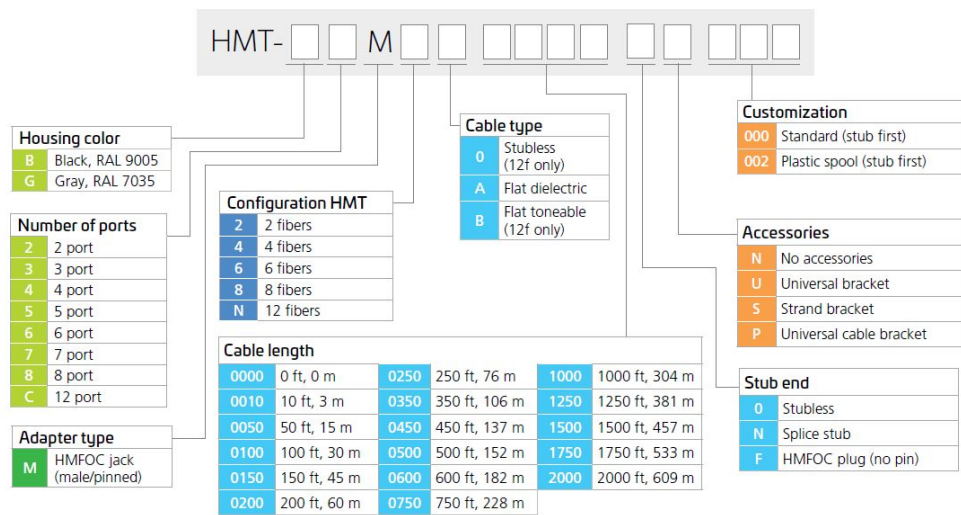 HMT- M
Housing color
B Black, RAL 9005
G Gray, RAL 7035
Number of ports
2 2 port
3 3 port
4 4 port
5 5 port
6 6 port
7 7 port
8 8 port
C 12 port
Adapter type
M HMFOC jack
(male/pinned)
Configuration HMT
2 2 fibers
4 4 fibers
6 6 fibers
8 8 fibers
N 12 fibers
Cable type
0 Stubless
(12f only)
A Flat dielectric
B Flat toneable
(12f only)
Cable length
0000 0 ft, 0 m 0250 250 ft, 76 m 1000 1000 ft, 304 m
0010 10 ft, 3 m 0350 350 ft, 106 m 1250 1250 ft, 381 m
0050 50 ft, 15 m 0450 450 ft, 137 m 1500 1500 ft, 457 m
0100 100 ft, 30 m 0500 500 ft, 152 m 1750 1750 ft, 533 m
0150 150 ft, 45 m 0600 600 ft, 182 m 2000 2000 ft, 609 m
0200 200 ft, 60 m 0750 750 ft, 228 m
Customization
000 Standard (stub first)
002 Plastic spool (stub first)
Accessories
N No accessories
U Universal bracket
S Strand bracket
P Universal cable bracket
Stub end
0 Stubless
N Splice stub
F HMFOC plug (no pin)